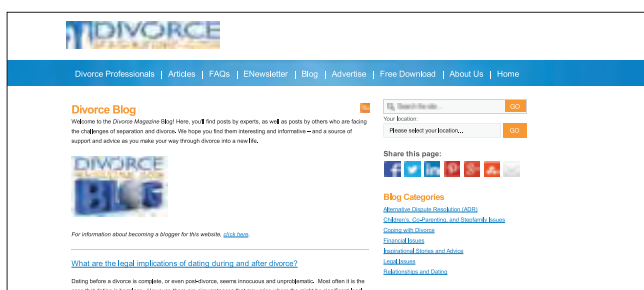 DIVORCE
Divorce Professionals | Articles | FAQs | ENewsletter | Blog | Advertise | Free Download | About Us | Home
Divorce Blog
Welcome to the Divorce Magazine Blog! Here, you'll find posts by experts, as well as posts by others who are facing
the challenges of separation and divorce. We hope you find them interesting and informative – and a source of
support and advice as you make your way through divorce into a new life.
DIVORCE
BLOG
For information about becoming a blogger for this website, click here.
What are the legal implications of dating during and after divorce?
Dating before a divorce is complete, or even post-divorce, seems innocuous and unproblematic. Most often it is the
Search the site...
GO
Your location:
Please select your location...
GO
Share this page:
Blog Categories
Alternative Dispute Resolution (ADR)
Children's, Co-Parenting, and Stepfamily Issues
Coping with Divorce
Financial Issues
Inspirational Stories and Advice
Legal Issues
Relationships and Dating